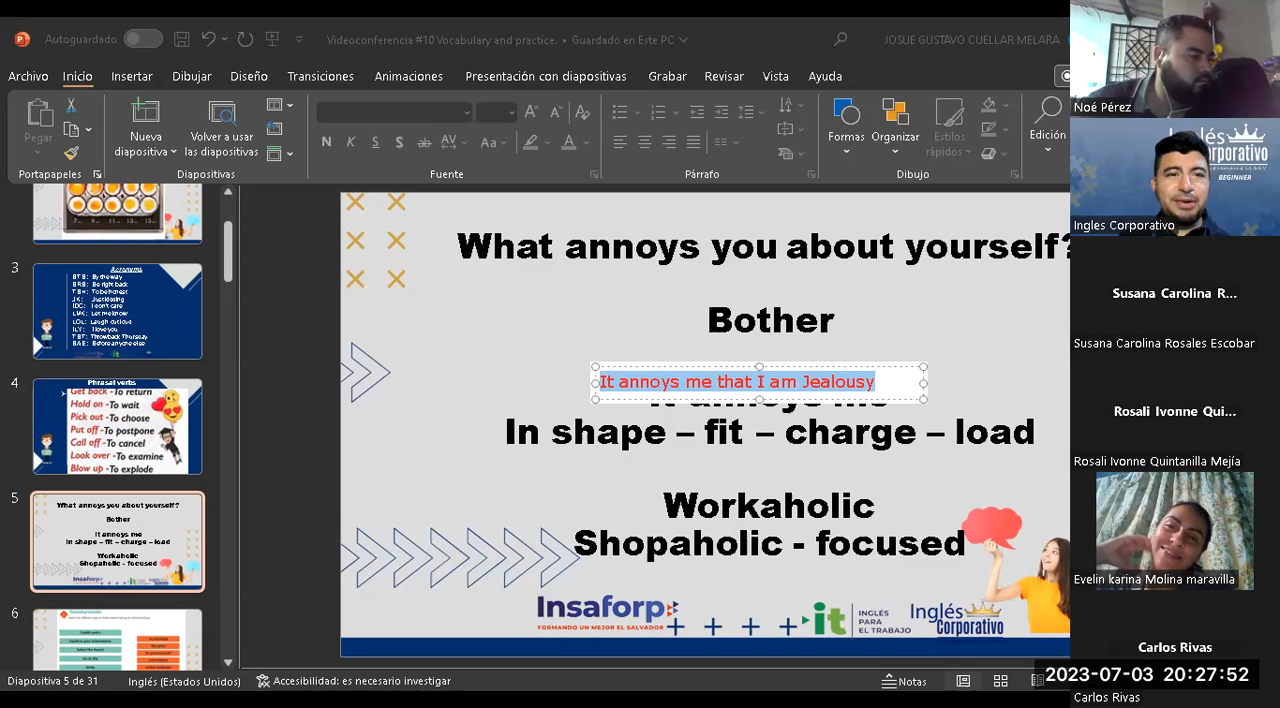 Autoguardado
Videoconferencia #10 Vocabulary and practice. • Guardado en Este PC
JOSUE GUSTAVO CUELLAR MELARA
Archivo Inicio Insertar Dibujar Diseño Transiciones Animaciones Presentación con diapositivas Grabar Revisar Vista Ayuda
Pegar
Nueva diapositiva
Volver a usar las diapositivas
Formas
Organizar
Estilos rápidos
Edición
Portapapeles
Diapositivas
Fuente
Párrafo
Dibujo
3
Acronyms
BRB: Be right back
4
Phrasal verbs
Get back -To return
Hold on -To wait
Pick out -To choose
Put off -To postpone
Call off -To cancel
Look over -To examine
Blow up -To explode
5
What annoys you about yourself?
Bother
It annoys me
In shape – fit – charge – load
Workaholic
Shopaholic - focused
6
What annoys you about yourself?
Bother
It annoys me that I am Jealousy
In shape – fit – charge – load
Workaholic
Shopaholic - focused
Insaforp
FORMANDO UN MEJOR EL SALVADOR
it
INGLÉS
PARA
EL TRABAJO
Inglés
Corporativo
Diapositiva 5 de 31
Inglés (Estados Unidos)
Accesibilidad: es necesario investigar
Notas
Noé Pérez
Inglés
BEGINNER
Ingles Corporativo
Susana Carolina R...
Susana Carolina Rosales Escobar
Rosali Ivonne Qui...
Rosali Ivonne Quintanilla Mejía
Evelin karina Molina maravilla
Carlos Rivas
2023-07-03 20:27:52
Carlos Rivas